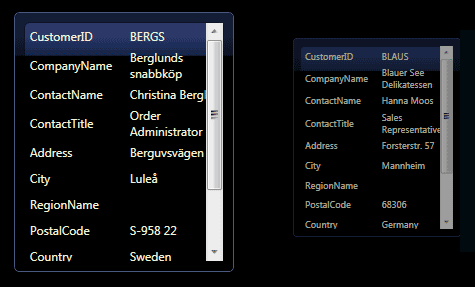 CustomerID BERGS
CompanyName Berglunds
snabbköp
ContactName Christina Bergl
ContactTitle Order
Administrator
Address Berguvsvägen
City Luleå
RegionName
PostalCode S-958 22
Country Sweden
CustomerID BLAUS
CompanyName Blauer See
Delikatessen
ContactName Hanna Moos
ContactTitle Sales
Representative
Address Forsterstr. 57
City Mannheim
RegionName
PostalCode 68306
Country Germany